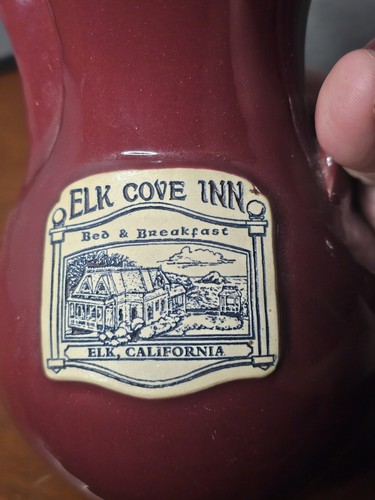 ELK COVE INN
Bed & Breakfast
ELK, CALIFORNIA